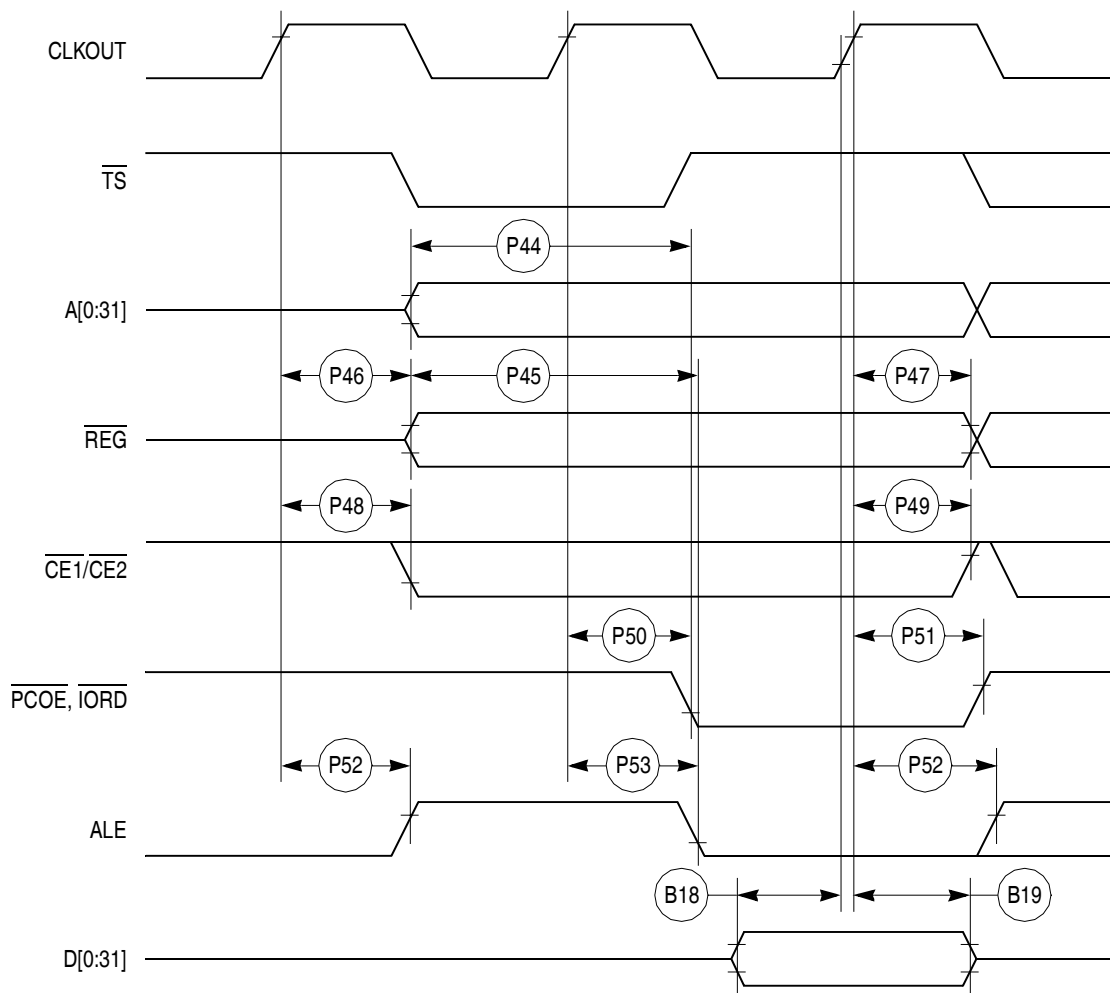 CLKOUT
TS
P44
A[0:31]
P46 P45 P47
REG
P48 P49
CE1/CE2
P50 P51
PCOE, IORD
P52 P53 P52
ALE
B18 B19
D[0:31]